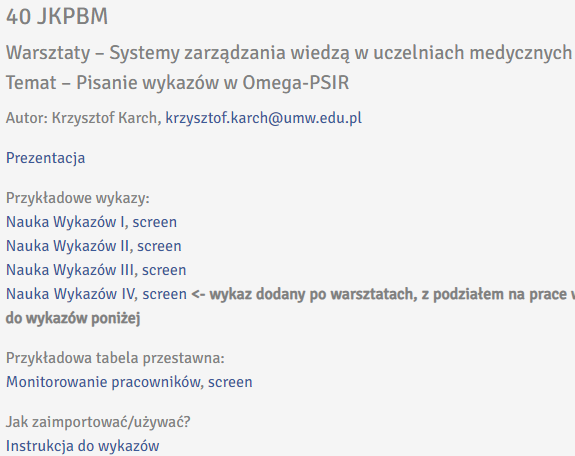 40 JKPBM
Warsztaty – Systemy zarządzania wiedzą w uczelniach medycznych
Temat – Pisanie wykazów w Omega-PSIR
Autor: Krzysztof Karch, krzysztof.karch@umw.edu.pl
Prezentacja
Przykładowe wykazy:
Nauka Wykazów I, screen
Nauka Wykazów II, screen
Nauka Wykazów III, screen
Nauka Wykazów IV, screen <- wykaz dodany po warsztatach, z podziałem na prace
do wykazów poniżej
Przykładowa tabela przestawna:
Monitorowanie pracowników, screen
Jak zaimportować/używać?
Instrukcja do wykazów